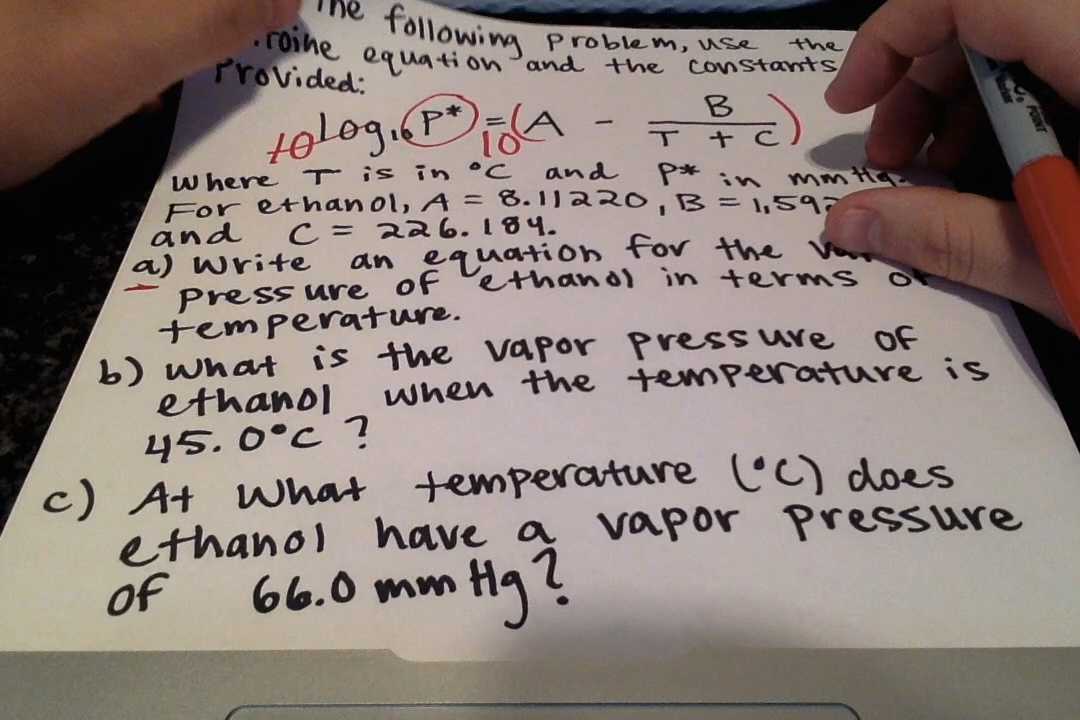 The following problem, use the
equation and the constants
Provided:
10 Log10 P* = 10 (A - B / T + C)
Where T is in °C and P* in mmHg.
For ethanol, A = 8.11220, B = 1,592
and C = 226.184.
a) Write an equation for the
pressure of ethanol in terms of
temperature.
b) What is the vapor pressure of
ethanol when the temperature is
45.0°C ?
c) At What temperature (°C) does
ethanol have a vapor pressure
of 66.0 mm Hg?